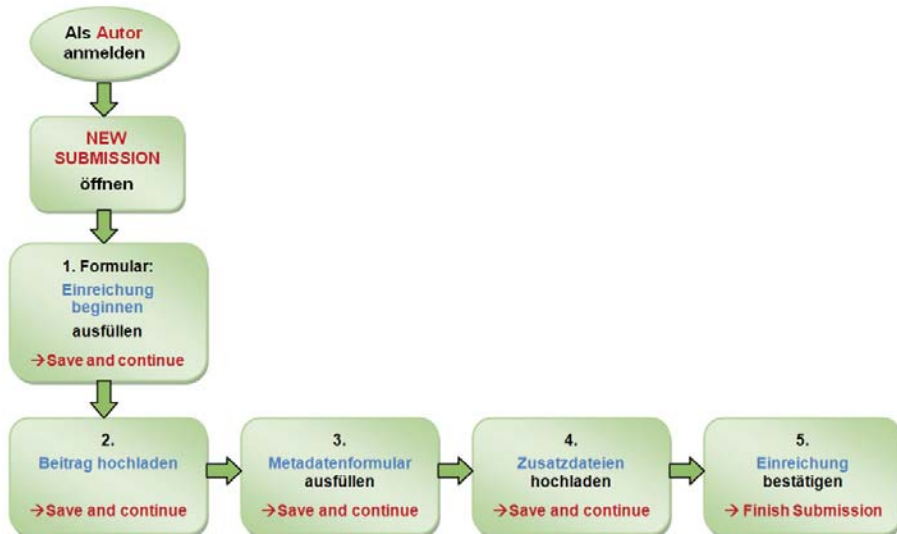 Als Autor
anmelden
NEW
SUBMISSION
öffnen
1. Formular:
Einreichung
beginnen
ausfüllen
→Save and continue
2.
Beitrag hochladen
→Save and continue
3.
Metadatenformular
ausfüllen
→Save and continue
4.
Zusatzdateien
hochladen
→Save and continue
5.
Einreichung
bestätigen
→ Finish Submission